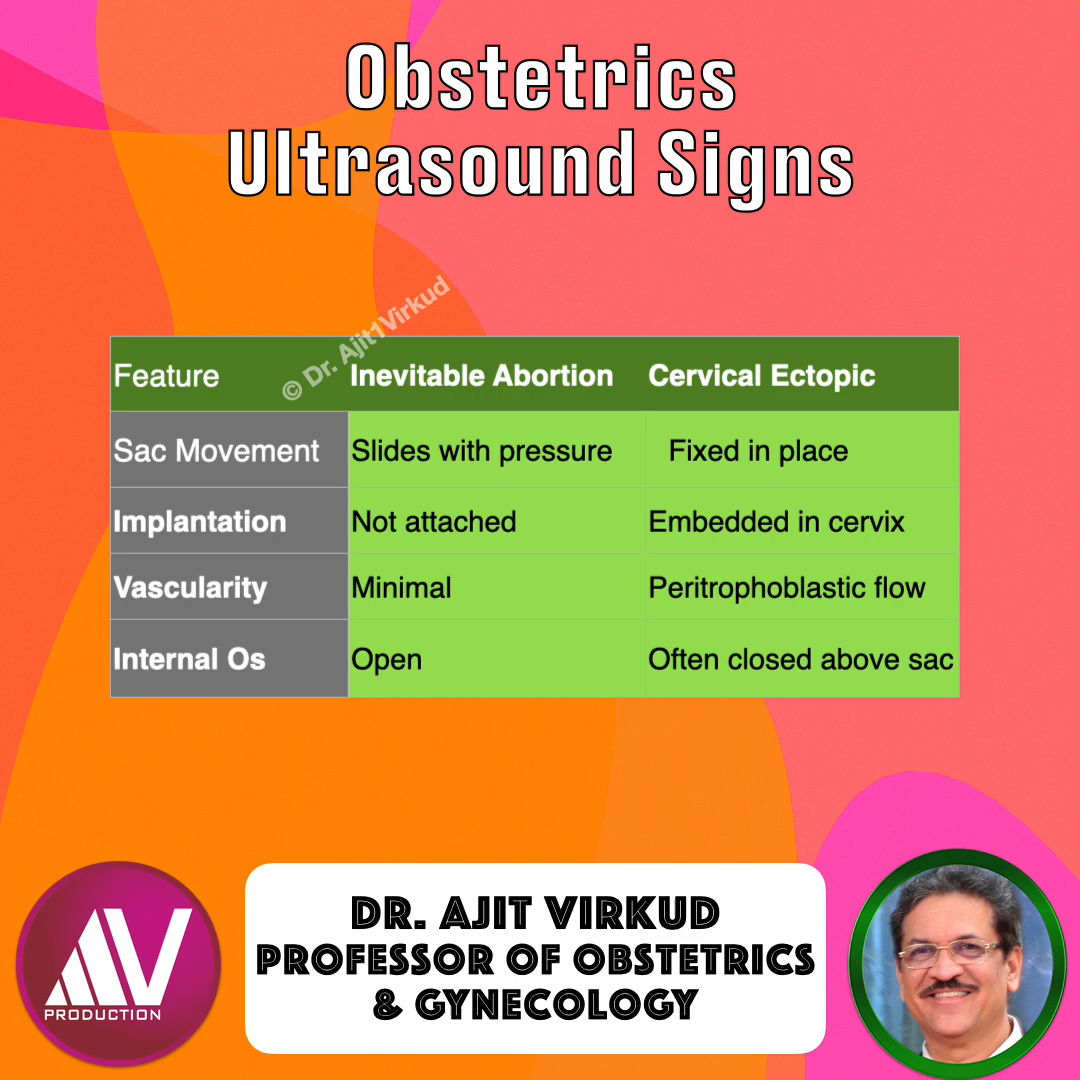 Obstetrics
Ultrasound Signs
© Dr. Ajit1Virkud
Feature Inevitable Abortion Cervical Ectopic
Sac Movement Slides with pressure Fixed in place
Implantation Not attached Embedded in cervix
Vascularity Minimal Peritrophoblastic flow
Internal Os Open Often closed above sac
AV
PRODUCTION
DR. AJIT VIRKUD
PROFESSOR OF OBSTETRICS
& GYNECOLOGY